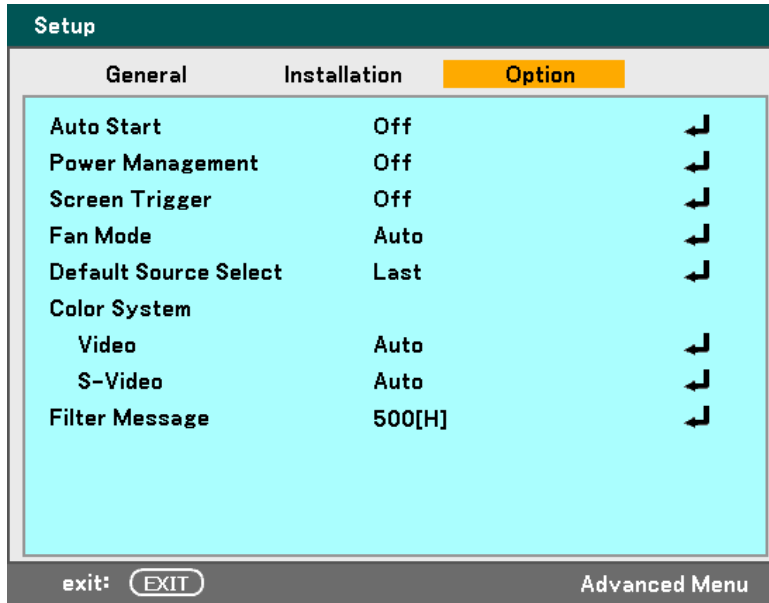 Setup
General Installation Option
Auto Start Off
Power Management Off
Screen Trigger Off
Fan Mode Auto
Default Source Select Last
Color System
Video Auto
S-Video Auto
Filter Message 500[H]
exit: EXIT Advanced Menu